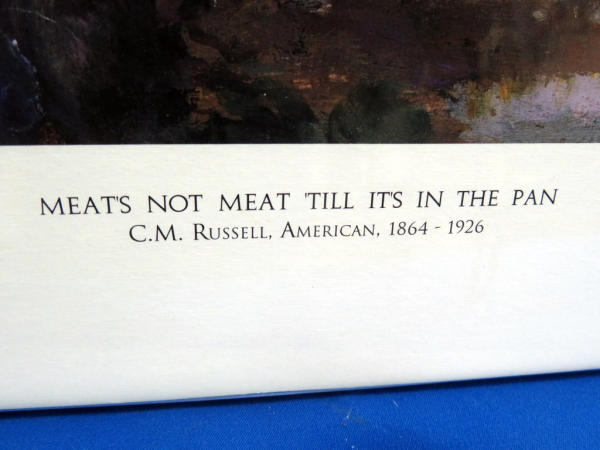 MEAT'S NOT MEAT 'TILL IT'S IN THE PAN
C.M. RUSSELL, AMERICAN, 1864 - 1926